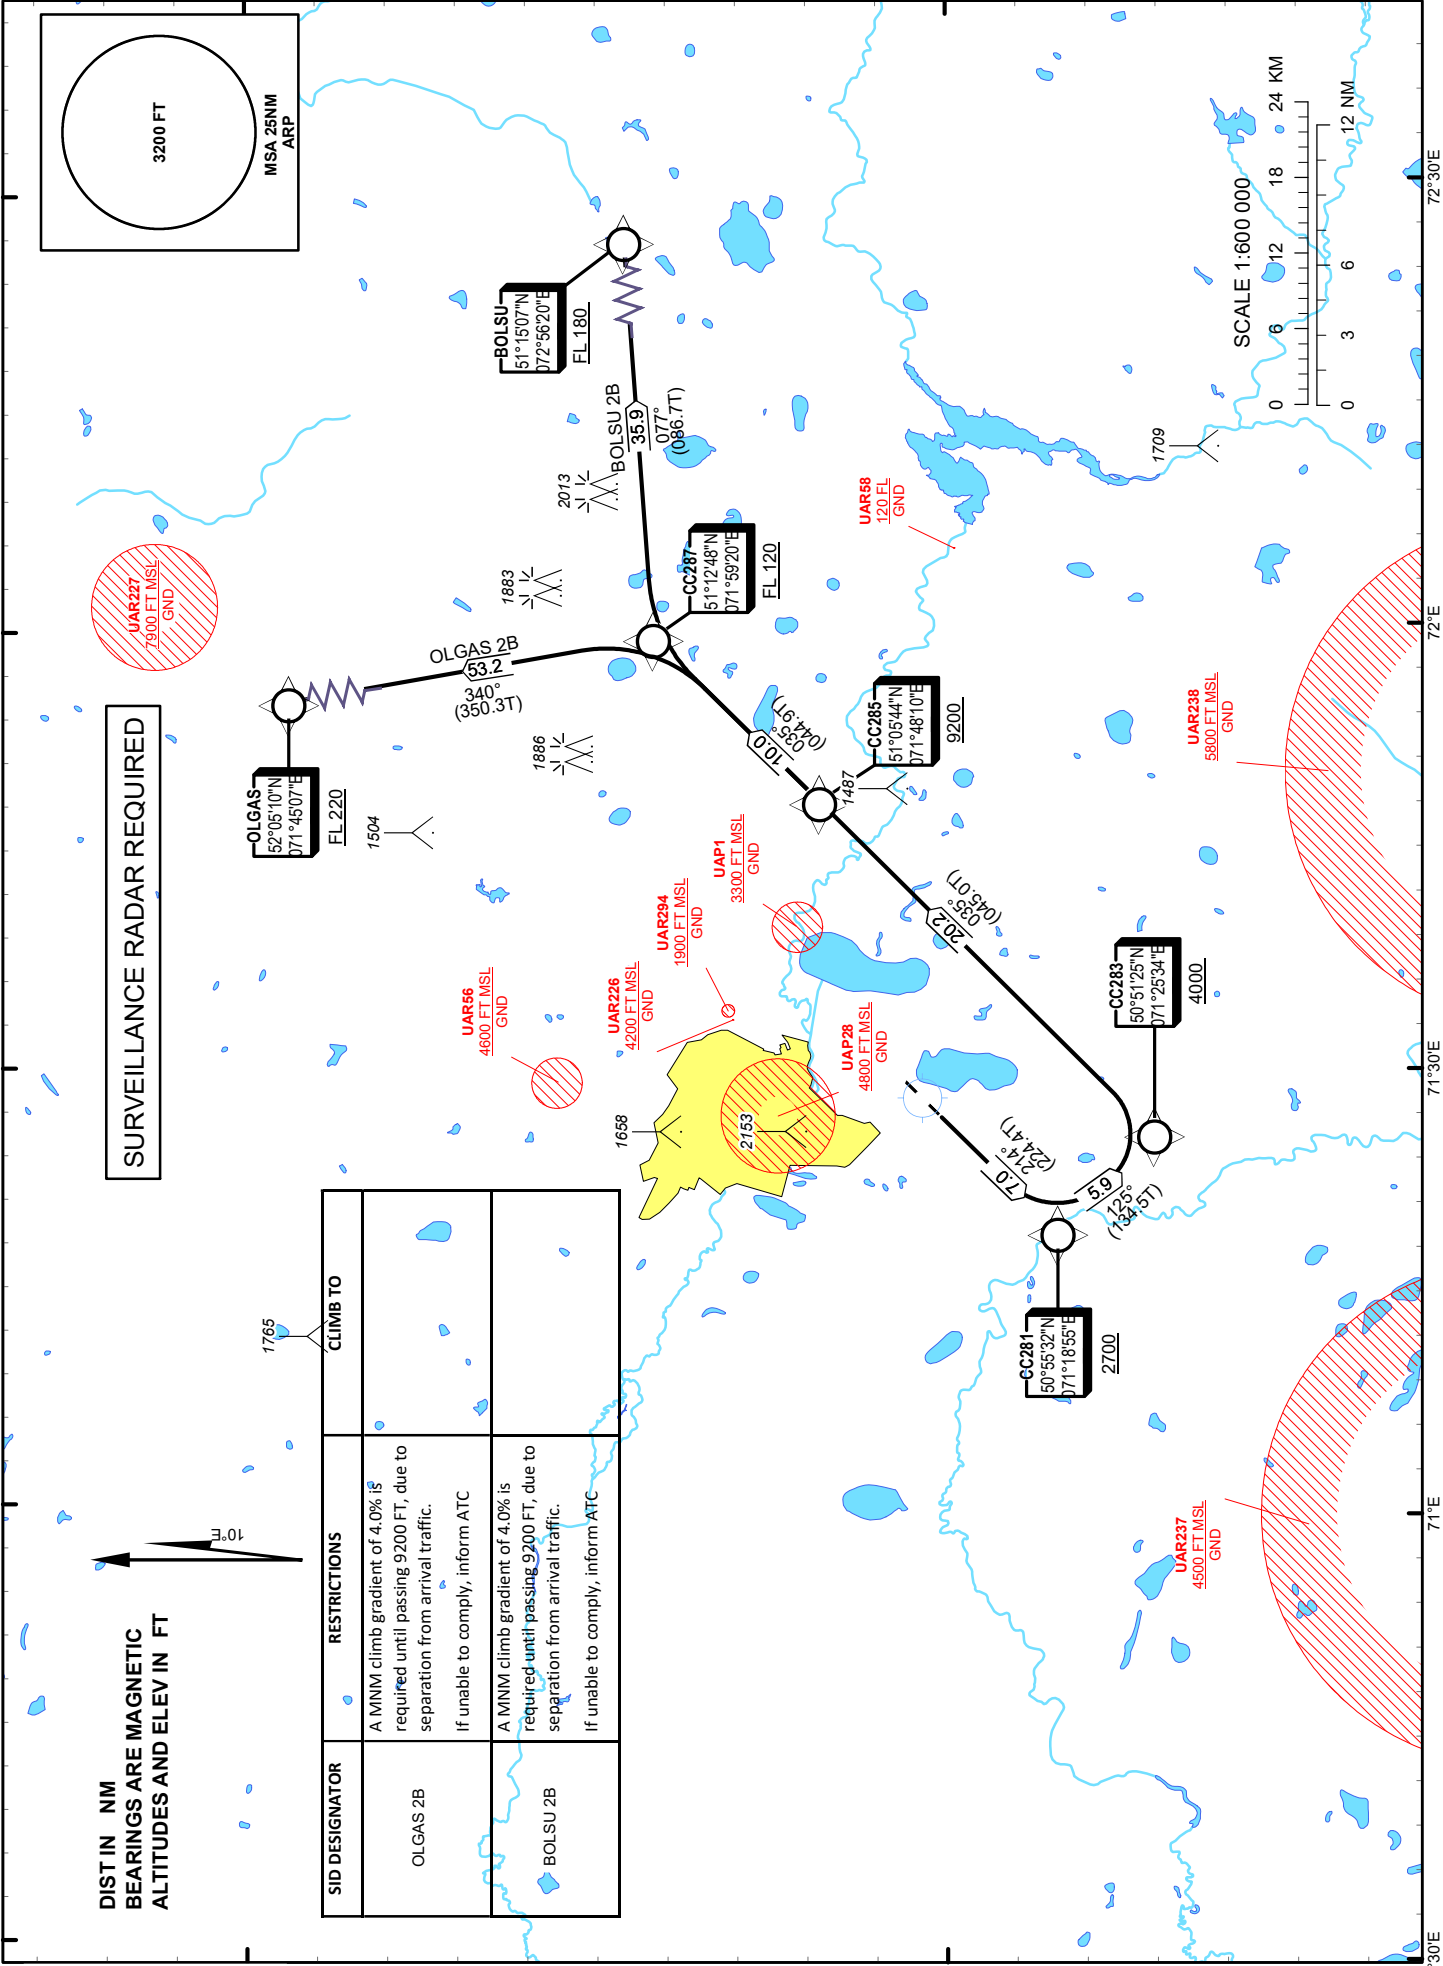 DIST IN NM
BEARINGS ARE MAGNETIC
ALTITUDES AND ELEV IN FT
10°E
SURVEILLANCE RADAR REQUIRED
3200 FT
MSA 25NM
ARP
SID DESIGNATOR
RESTRICTIONS
CLIMB TO
OLGAS 2B
A MNM climb gradient of 4.0% is
required until passing 9200 FT, due to
separation from arrival traffic.
If unable to comply, inform ATC
BOLSU 2B
A MNM climb gradient of 4.0% is
required until passing 9200 FT, due to
separation from arrival traffic.
If unable to comply, inform ATC
1765
UAR227
7900 FT MSL
GND
OLGAS
52°05'10"N
071°45'07"E
FL 220
1504
OLGAS 2B
53.2
340°
(350.3T)
1883
1886
2013
BOLSU
51°15'07"N
072°56'20"E
FL 180
BOLSU 2B
35.9
077°
(086.7T)
CC287
51°12'48"N
071°59'20"E
FL 120
10.0
035°
(044.9T)
CC285
51°05'44"N
071°48'10"E
9200
1487
UAR56
4600 FT MSL
GND
UAR226
4200 FT MSL
GND
UAR294
1900 FT MSL
GND
UAP1
3300 FT MSL
GND
1658
2153
UAP28
4800 FT MSL
GND
UAR58
120 FL
GND
20.2
035°
(045.0T)
7.0
214°
(224.4T)
5.9
125°
(134.5T)
CC283
50°51'25"N
071°25'34"E
4000
CC281
50°55'32"N
071°18'55"E
2700
UAR237
4500 FT MSL
GND
UAR238
5800 FT MSL
GND
1709
SCALE 1:600 000
0 6 12 18 24 KM
0 3 6 12 NM
°30'E
71°E
71°30'E
72°E
72°30'E